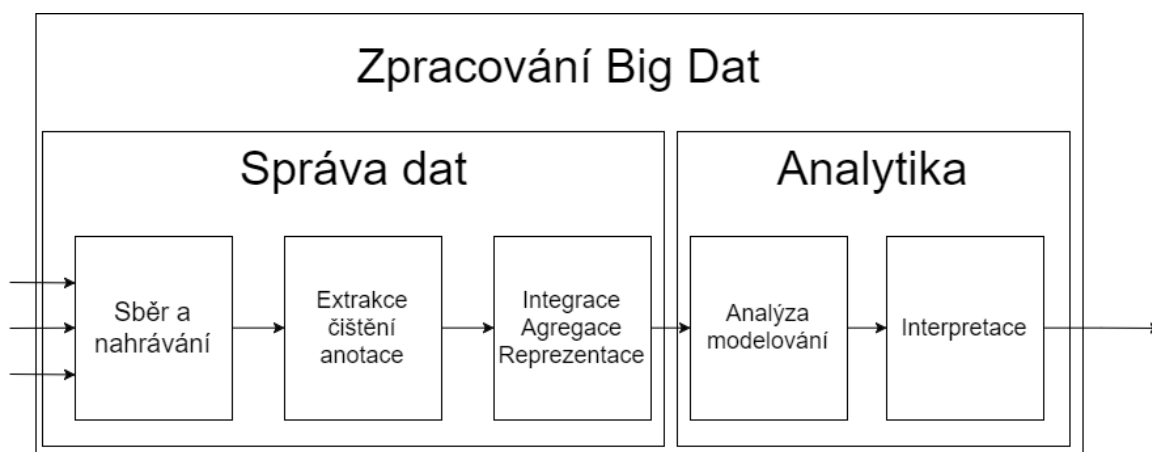 Zpracování Big Dat
Správa dat
Analytika
Sběr a
nahrávání
Extrakce
čištění
anotace
Integrace
Agregace
Reprezentace
Analýza
modelování
Interpretace